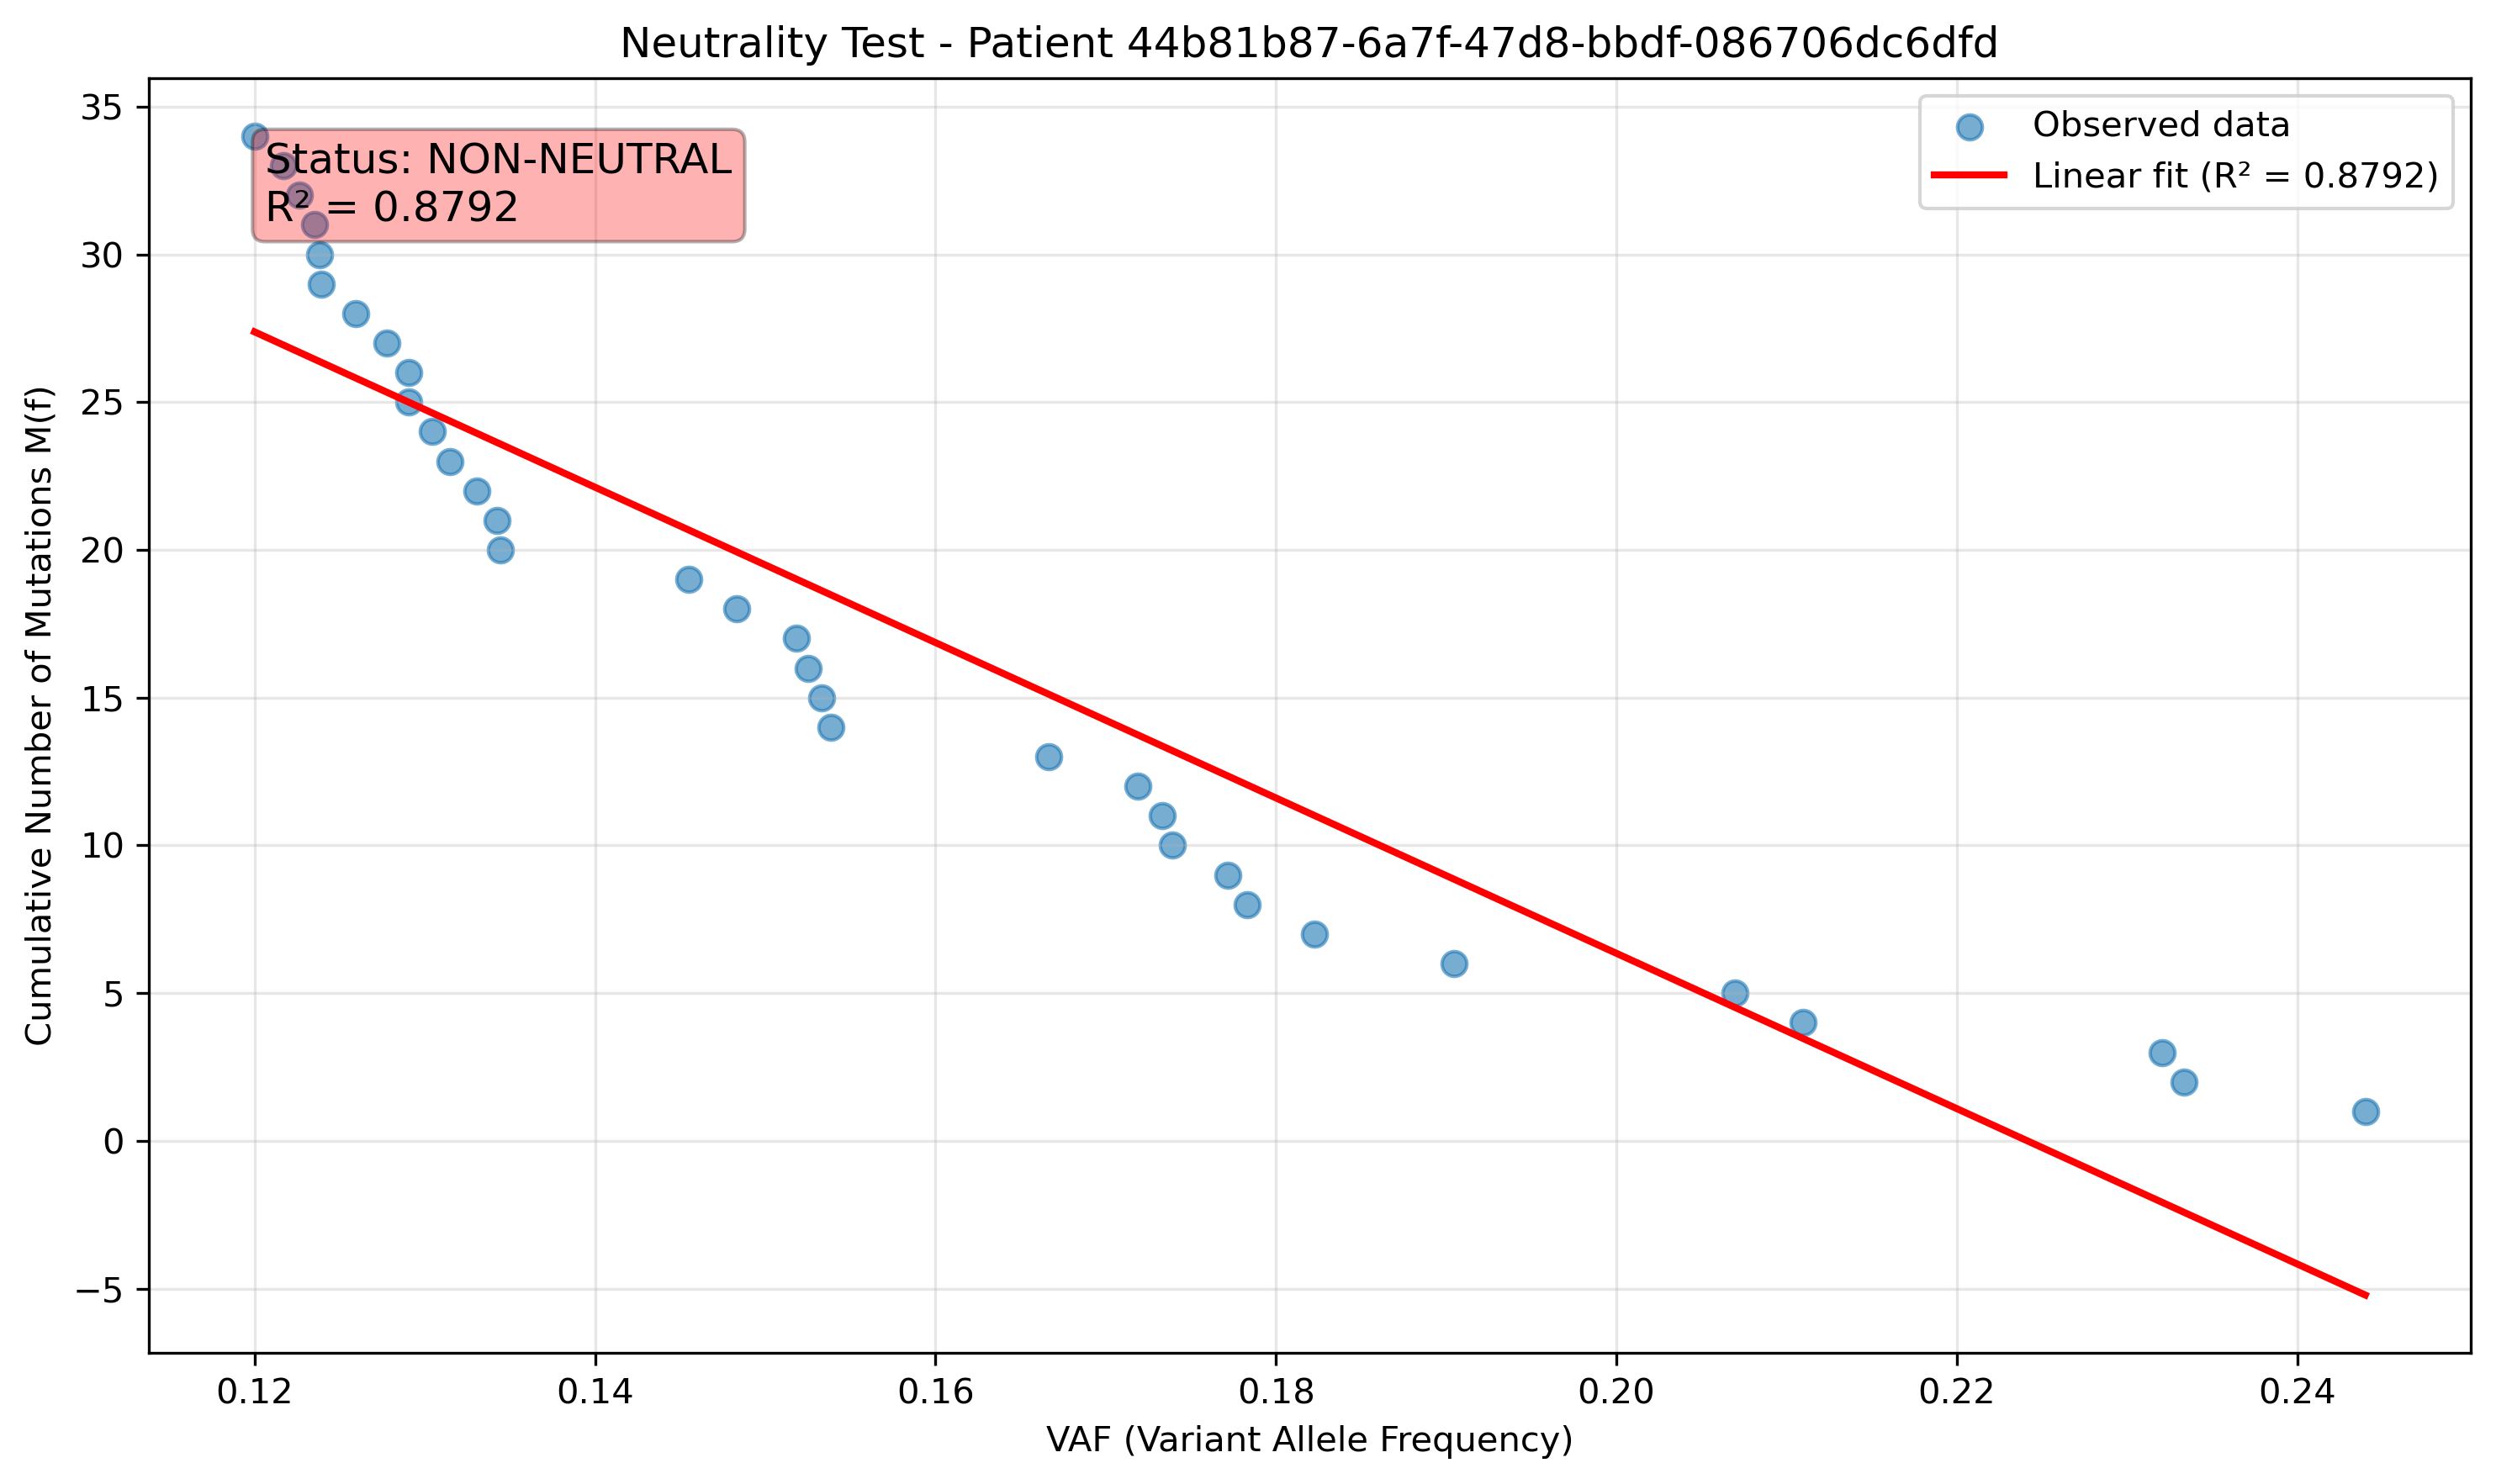 Neutrality Test - Patient 44b81b87-6a7f-47d8-bbdf-086706dc6dfd
Cumulative Number of Mutations M(f)
35
30
25
20
15
10
5
0
−5
Status: NON-NEUTRAL
R² = 0.8792
Observed data
Linear fit (R² = 0.8792)
0.12 0.14 0.16 0.18 0.20 0.22 0.24
VAF (Variant Allele Frequency)